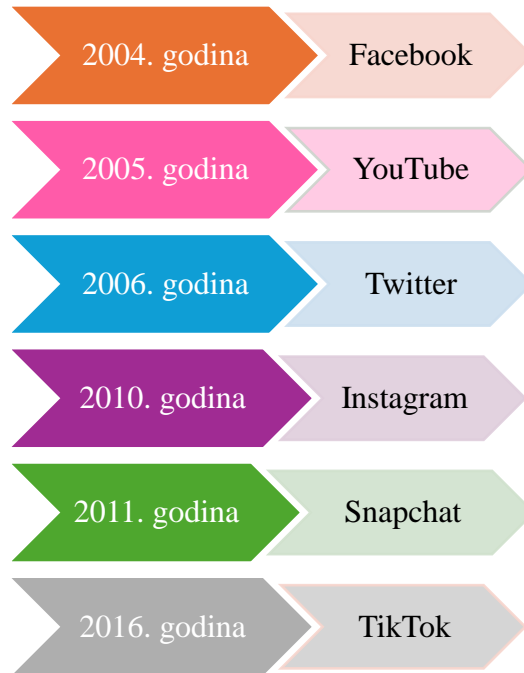 2004. godina Facebook
2005. godina YouTube
2006. godina Twitter
2010. godina Instagram
2011. godina Snapchat
2016. godina TikTok